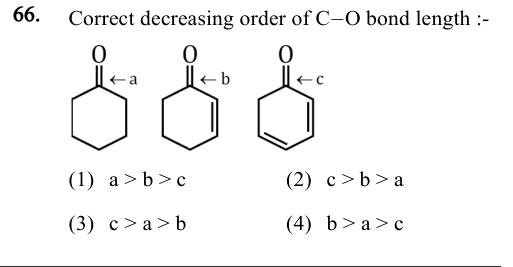 66. Correct decreasing order of C–O bond length :-
O O O
←a ←b ←c
(1) a > b > c (2) c > b > a
(3) c > a > b (4) b > a > c